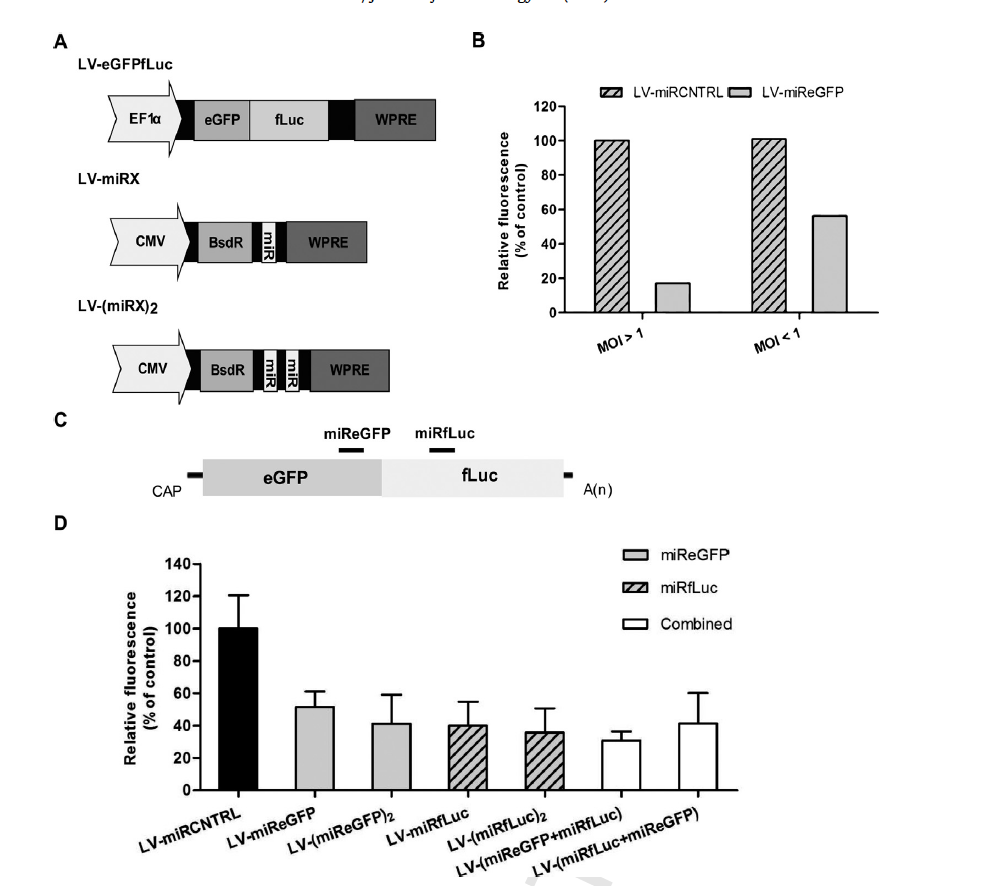 A
LV-eGFPfLuc
EF1α eGFP fLuc WPRE
LV-miRX
CMV BsdR miR WPRE
LV-(miRX)2
CMV BsdR miR miR WPRE
B
LV-miRCNTRL LV-miReGFP
Relative fluorescence
(% of control)
120
100
80
60
40
20
0
MOI > 1 MOI < 1
C
miReGFP miRfLuc
CAP eGFP fLuc A(n)
D
miReGFP
miRfLuc
Combined
Relative fluorescence
(% of control)
140
120
100
80
60
40
20
0
LV-miRCNTRL
LV-miReGFP
LV-(miReGFP)2
LV-miRfLuc
LV-(miRfLuc)2
LV-(miReGFP+miRfLuc)
LV-(miRfLuc+miReGFP)